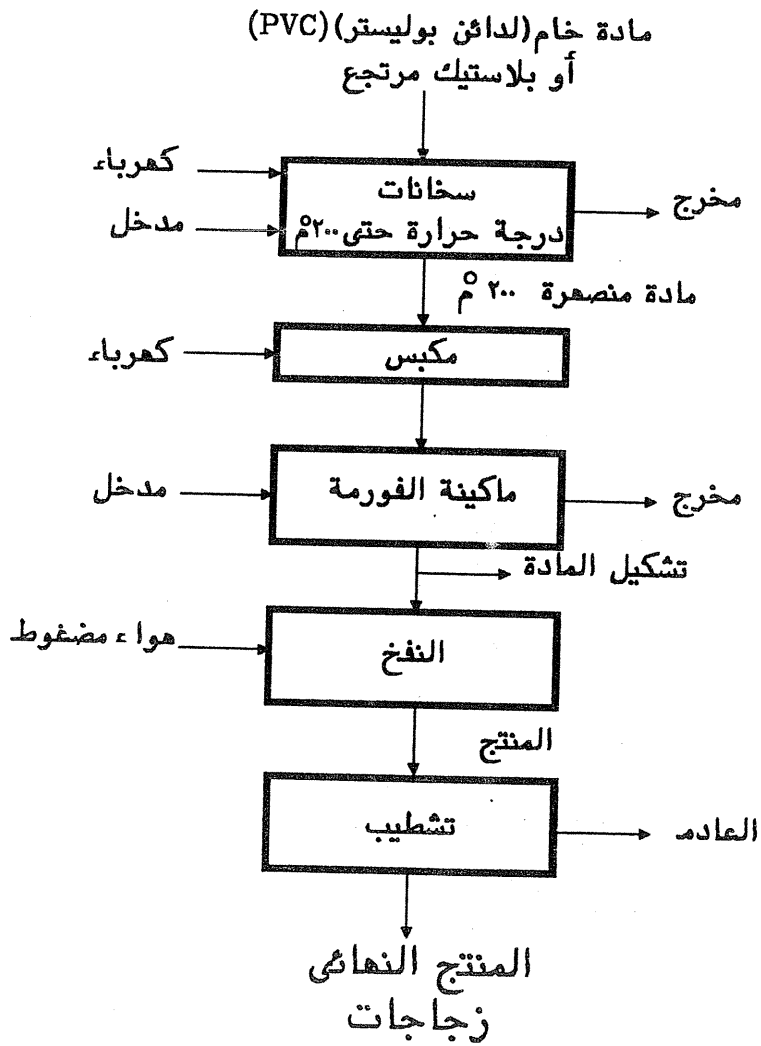 مادة خام(لدائن بوليستر)(PVC)
أو بلاستيك مرتجع
كهرباء
سخانات
مخرج
مدخل
درجة حرارة حتى ٢٠٠°م
مادة منصهرة ٢٠٠ °م
كهرباء
مكبس
مدخل
ماكينة الفورمة
مخرج
تشكيل المادة
هواء مضغوط
النفخ
المنتج
تشطيب
العادم
المنتج النهائى
زجاجات